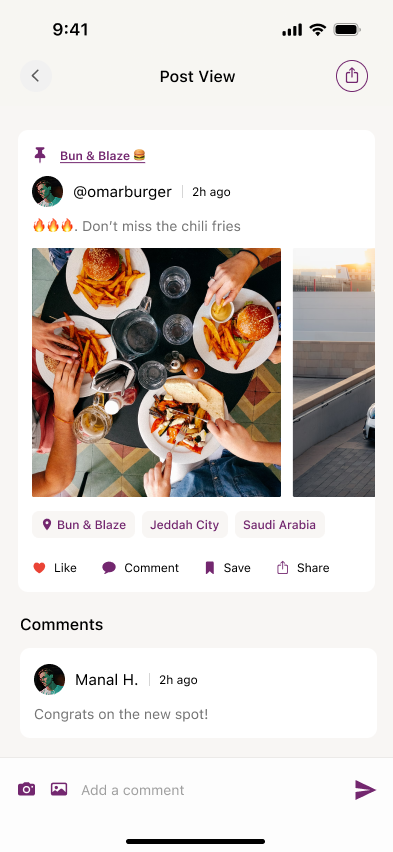 9:41
Post View
Bun & Blaze 🍔
@omarburger 2h ago
🔥🔥🔥. Don't miss the chili fries
Bun & Blaze Jeddah City Saudi Arabia
Like Comment Save Share
Comments
Manal H. 2h ago
Congrats on the new spot!
Add a comment